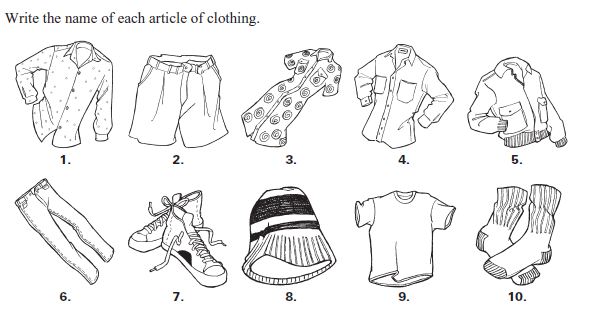 Write the name of each article of clothing.
1. 2. 3. 4. 5.
6. 7. 8. 9. 10.